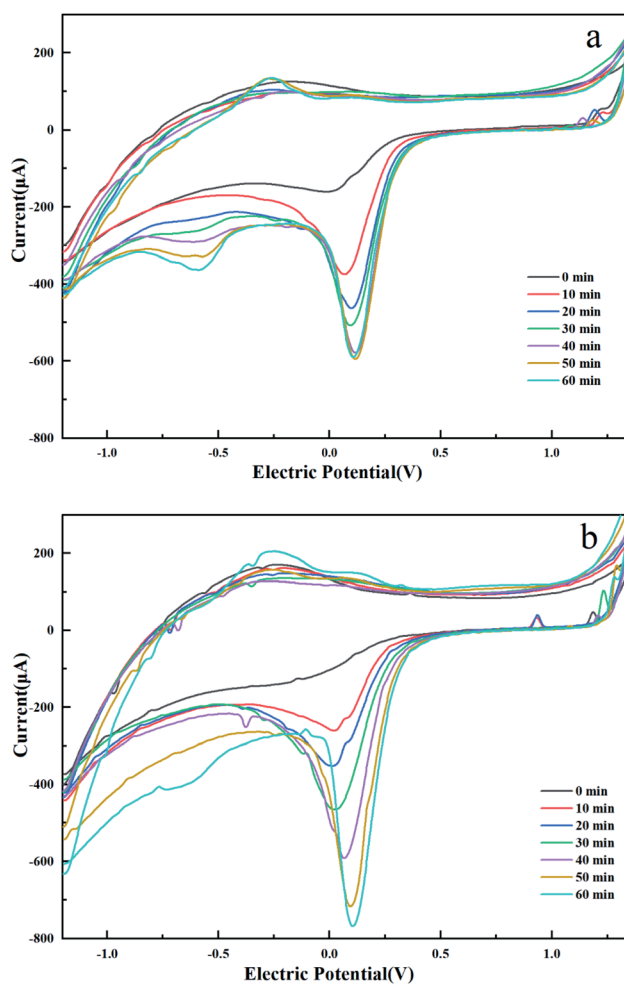 a
200
0
-200
-400
-600
-800
Current(μA)
0 min
10 min
20 min
30 min
40 min
50 min
60 min
-1.0
-0.5
0.0
0.5
1.0
Electric Potential(V)
b
200
0
-200
-400
-600
-800
Current(μA)
0 min
10 min
20 min
30 min
40 min
50 min
60 min
-1.0
-0.5
0.0
0.5
1.0
Electric Potential(V)